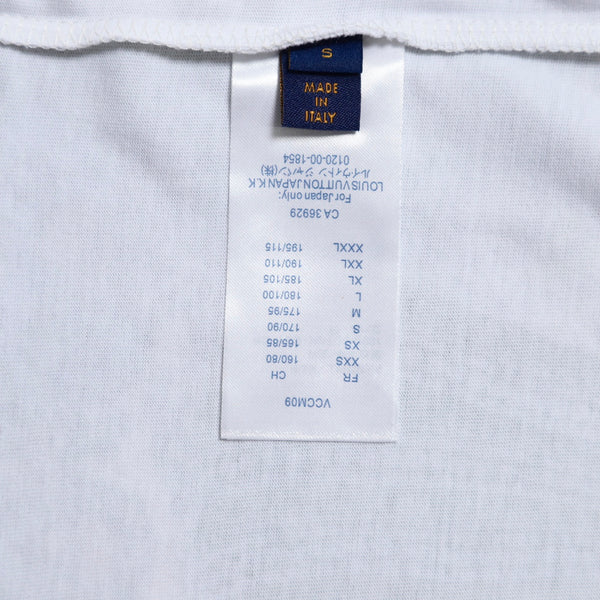 S
MADE
IN
ITALY
VCCM09
FR CH
XXS 160/80
XS 165/85
S 170/90
M 175/95
L 180/100
XL 185/105
XXL 190/110
XXXL 195/115
CA 36929
For Japan only:
LOUIS VUITTON JAPAN K.K
ルイヴィトン ジャパン(株)
0120-00-1854